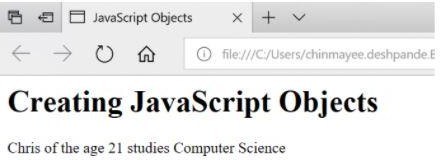 JavaScript Objects
file:///C:/Users/chinmayee.deshpande.
Creating JavaScript Objects
Chris of the age 21 studies Computer Science